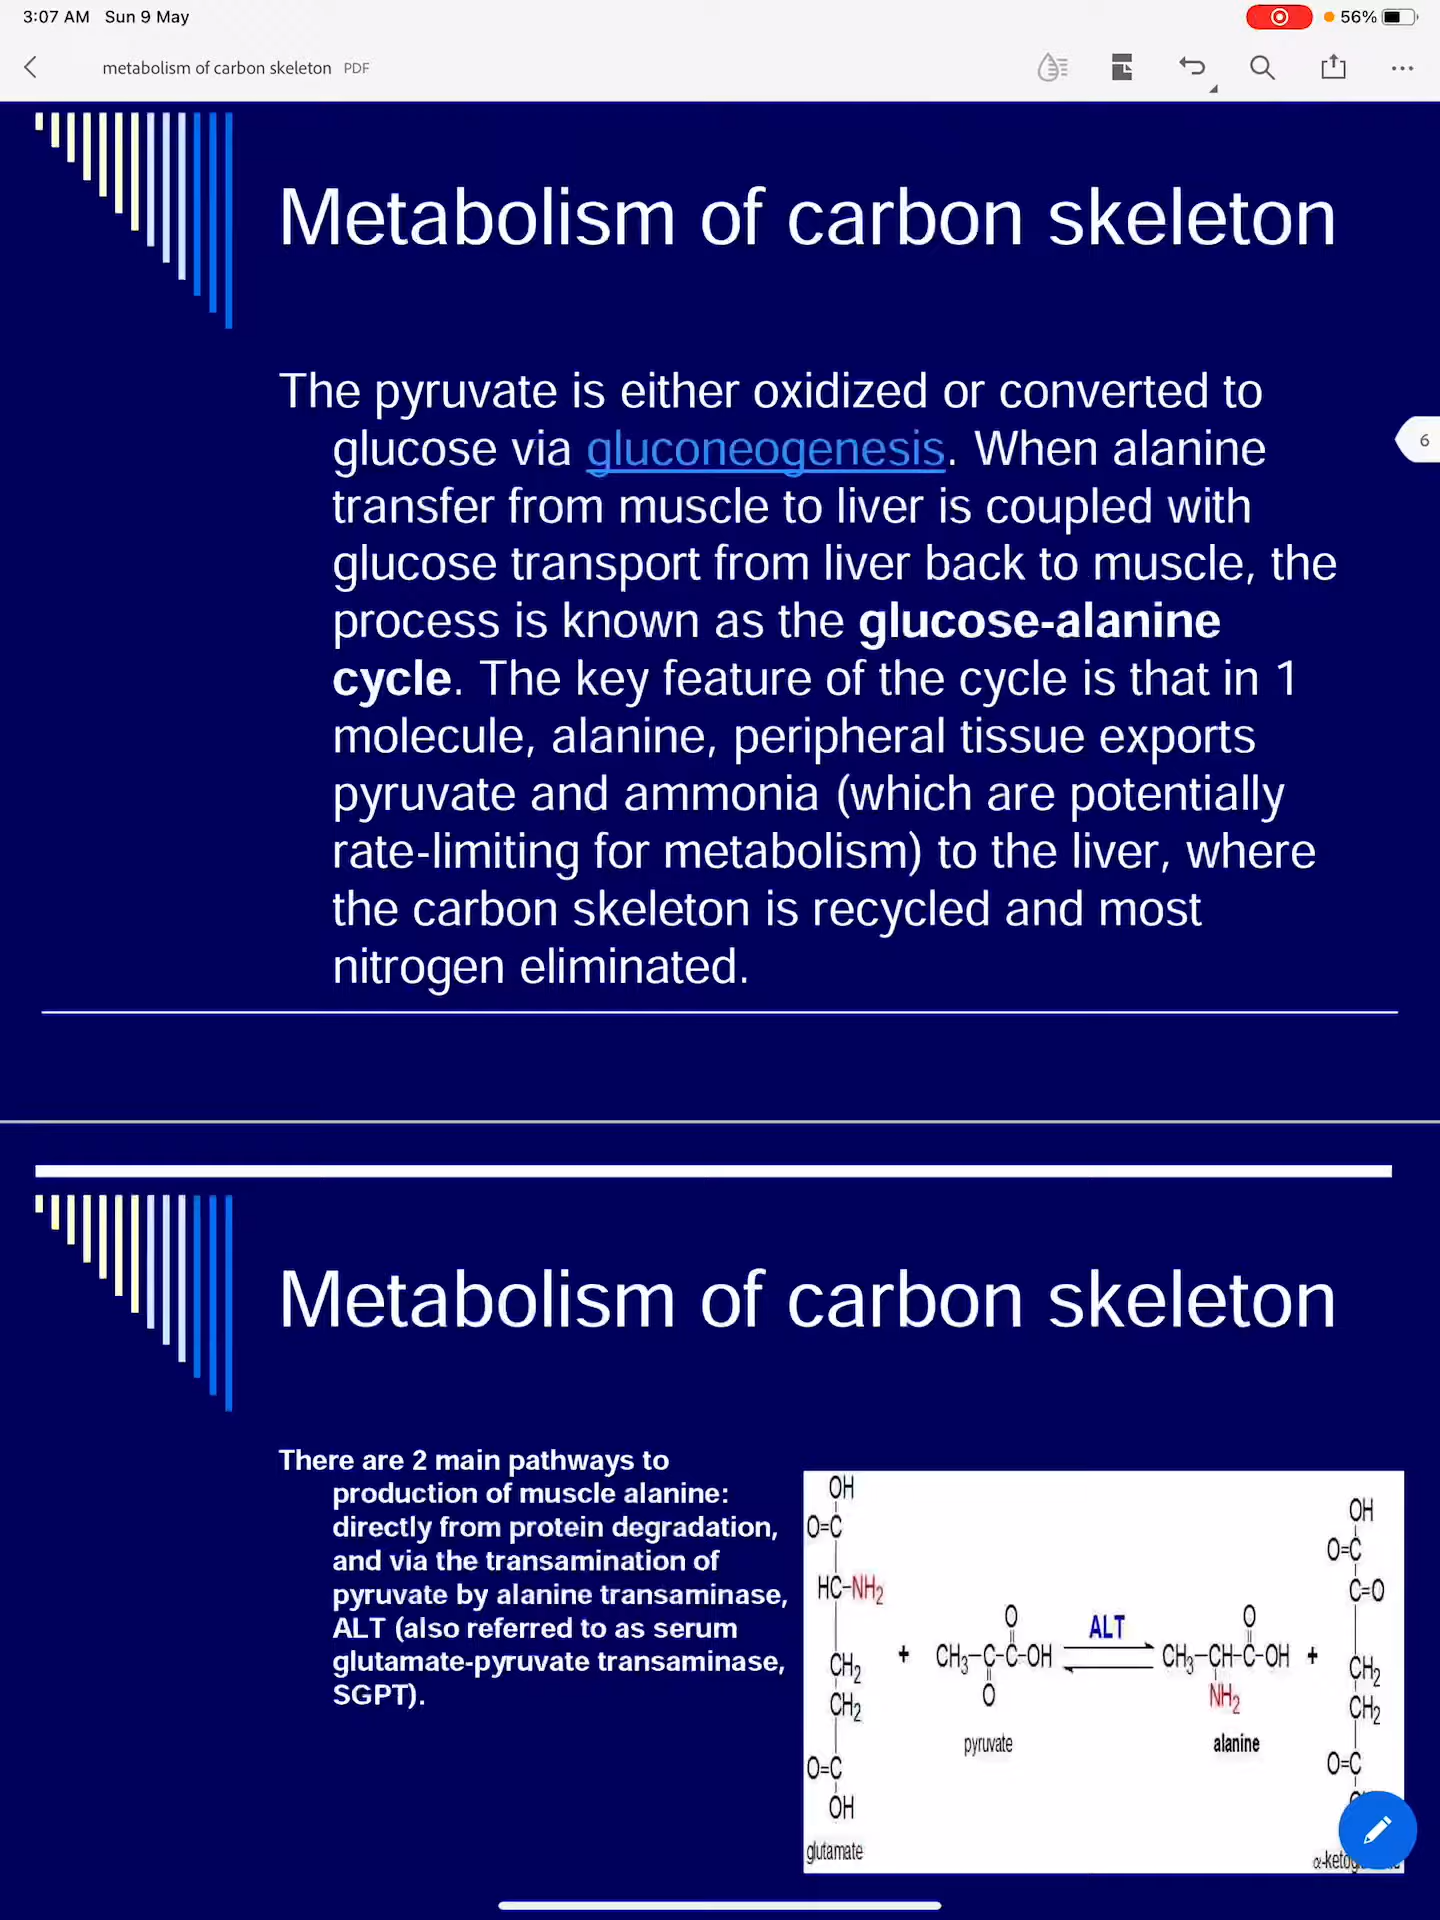 3:07 AM Sun 9 May
56%
metabolism of carbon skeleton PDF
Metabolism of carbon skeleton
The pyruvate is either oxidized or converted to
glucose via gluconeogenesis. When alanine
transfer from muscle to liver is coupled with
glucose transport from liver back to muscle, the
process is known as the glucose-alanine
cycle. The key feature of the cycle is that in 1
molecule, alanine, peripheral tissue exports
pyruvate and ammonia (which are potentially
rate-limiting for metabolism) to the liver, where
the carbon skeleton is recycled and most
nitrogen eliminated.
6
Metabolism of carbon skeleton
There are 2 main pathways to
production of muscle alanine:
directly from protein degradation,
and via the transamination of
pyruvate by alanine transaminase,
ALT (also referred to as serum
glutamate-pyruvate transaminase,
SGPT).
OH
O=C
HC-NH2
CH2
CH2
O=C
OH
glutamate
+
O
CH3-C-C-OH
O
pyruvate
ALT
O
CH3-CH-C-OH
NH2
alanine
+
OH
O=C
C=O
CH2
CH2
O=C